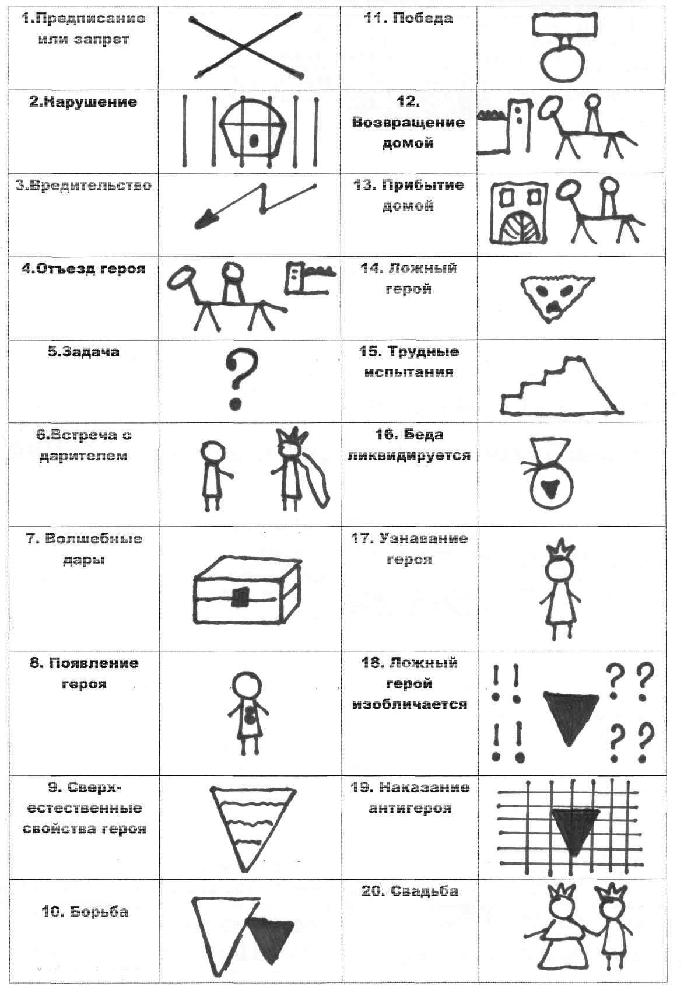 1.Предписание
или запрет
2.Нарушение
3.Вредительство
4.Отъезд героя
5.Задача
6.Встреча с
дарителем
7. Волшебные
дары
8. Появление
героя
9. Сверх-
естественные
свойства героя
10. Борьба
11. Победа
12.
Возвращение
домой
13. Прибытие
домой
14. Ложный
герой
15. Трудные
испытания
16. Беда
ликвидируется
17. Узнавание
героя
18. Ложный
герой
изобличается
19. Наказание
антигероя
20. Свадьба